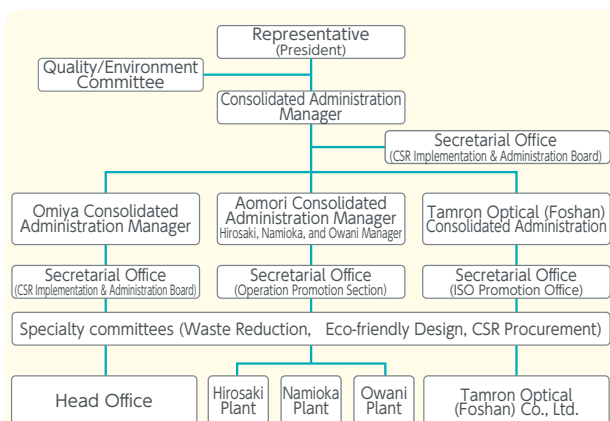 Representative
(President)
Quality/Environment
Committee
Consolidated Administration
Manager
Secretarial Office
(CSR Implementation & Administration Board)
Omiya Consolidated
Administration Manager
Aomori Consolidated
Administration Manager
Hirosaki, Namioka, and Owani Manager
Tamron Optical (Foshan)
Consolidated Administration
Secretarial Office
(CSR Implementation & Administration Board)
Secretarial Office
(Operation Promotion Section)
Secretarial Office
(ISO Promotion Office)
Specialty committees (Waste Reduction, Eco-friendly Design, CSR Procurement)
Head Office
Hirosaki
Plant
Namioka
Plant
Owani
Plant
Tamron Optical
(Foshan) Co., Ltd.